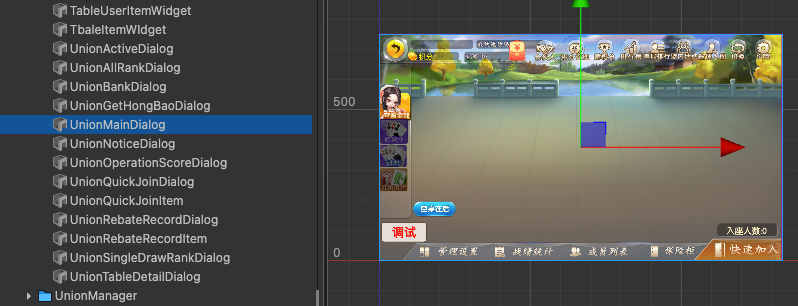 TableUserItemWidget
TbaleItemWIdget
UnionActiveDialog
UnionAllRankDialog
UnionBankDialog
UnionGetHongBaoDialog
UnionMainDialog
UnionNoticeDialog
UnionOperationScoreDialog
UnionQuickJoinDialog
UnionQuickJoinItem
UnionRebateRecordDialog
UnionRebateRecordItem
UnionSingleDrawRankDialog
UnionTableDetailDialog
UnionManager
500
0
积分
调试
入座人数:0
管理设置
战绩统计
成员列表
保险柜
快速加入